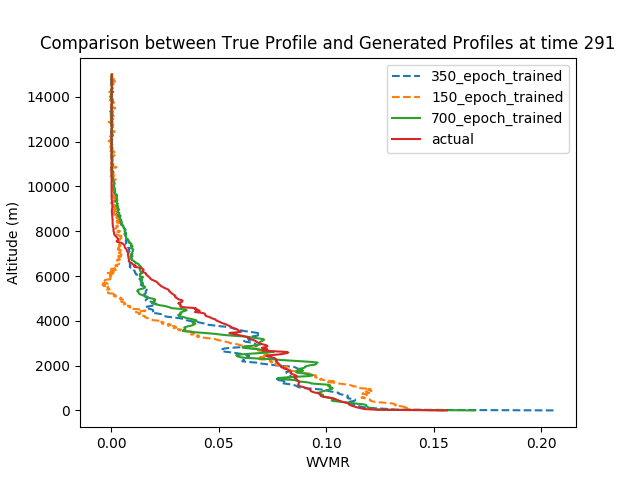 Comparison between True Profile and Generated Profiles at time 291
350_epoch_trained
150_epoch_trained
700_epoch_trained
actual
14000
12000
10000
8000
6000
4000
2000
0
Altitude (m)
0.00 0.05 0.10 0.15 0.20
WVMR